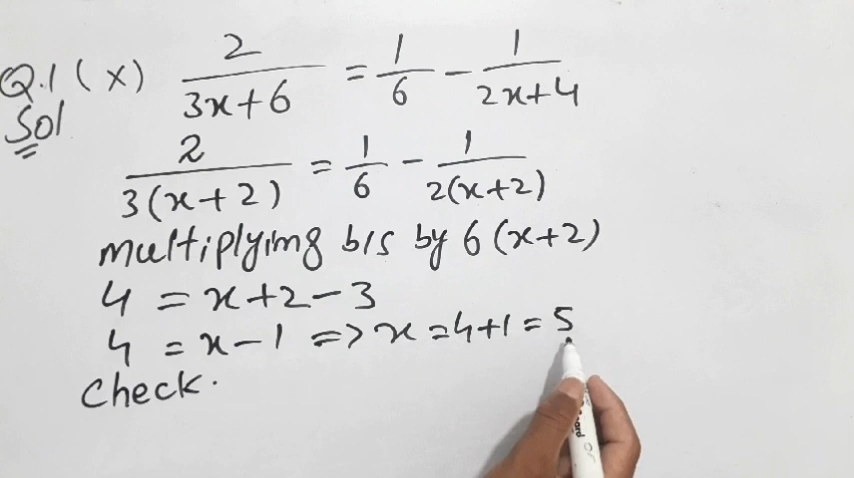 Q.1 (x) 2/(3x+6) = 1/6 - 1/(2x+4)
Sol
2/(3(x+2)) = 1/6 - 1/(2(x+2))
multiplying b/s by 6(x+2)
4 = x+2-3
4 = x-1 => x = 4+1 = 5
Check.